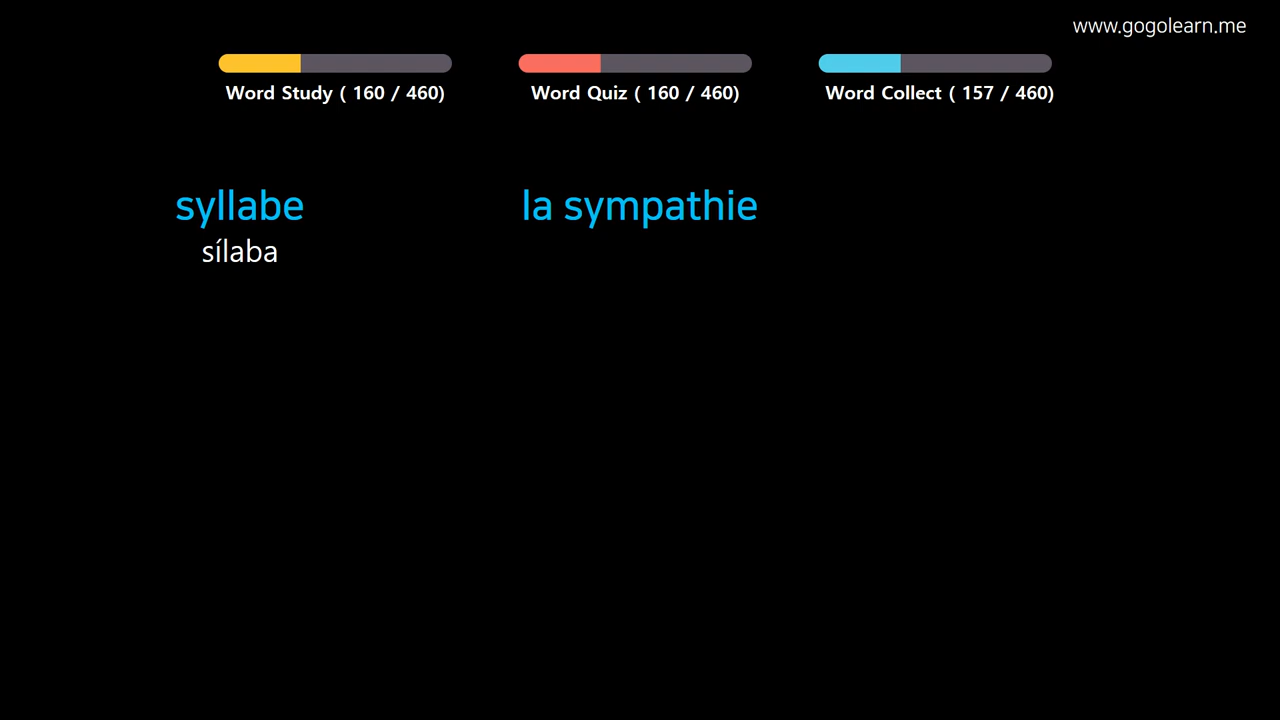 www.gogolearn.me
Word Study ( 160 / 460)
Word Quiz ( 160 / 460)
Word Collect ( 157 / 460)
syllabe
sílaba
la sympathie